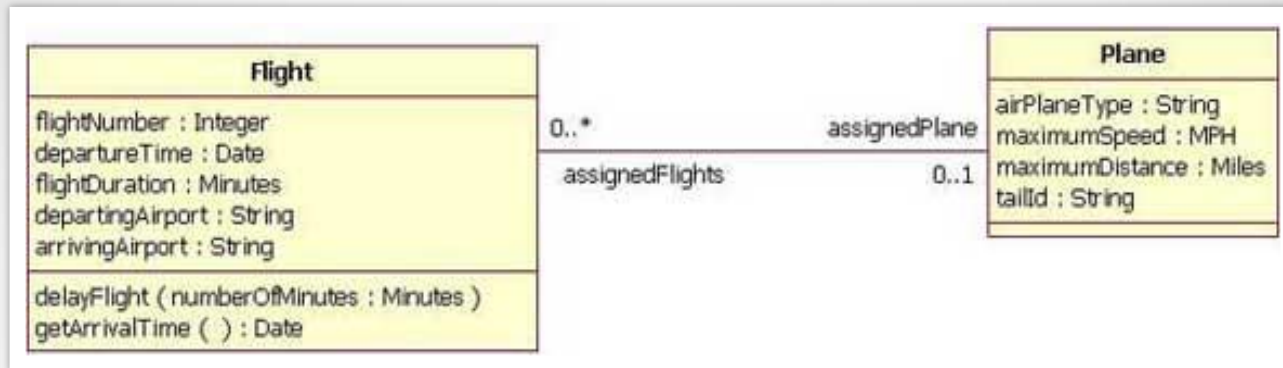 Flight
flightNumber : Integer
departureTime : Date
flightDuration : Minutes
departingAirport : String
arrivingAirport : String
delayFlight ( numberOfMinutes : Minutes )
getArrivalTime ( ) : Date
0..*
assignedFlights
assignedPlane
0..1
Plane
airPlaneType : String
maximumSpeed : MPH
maximumDistance : Miles
tailId : String